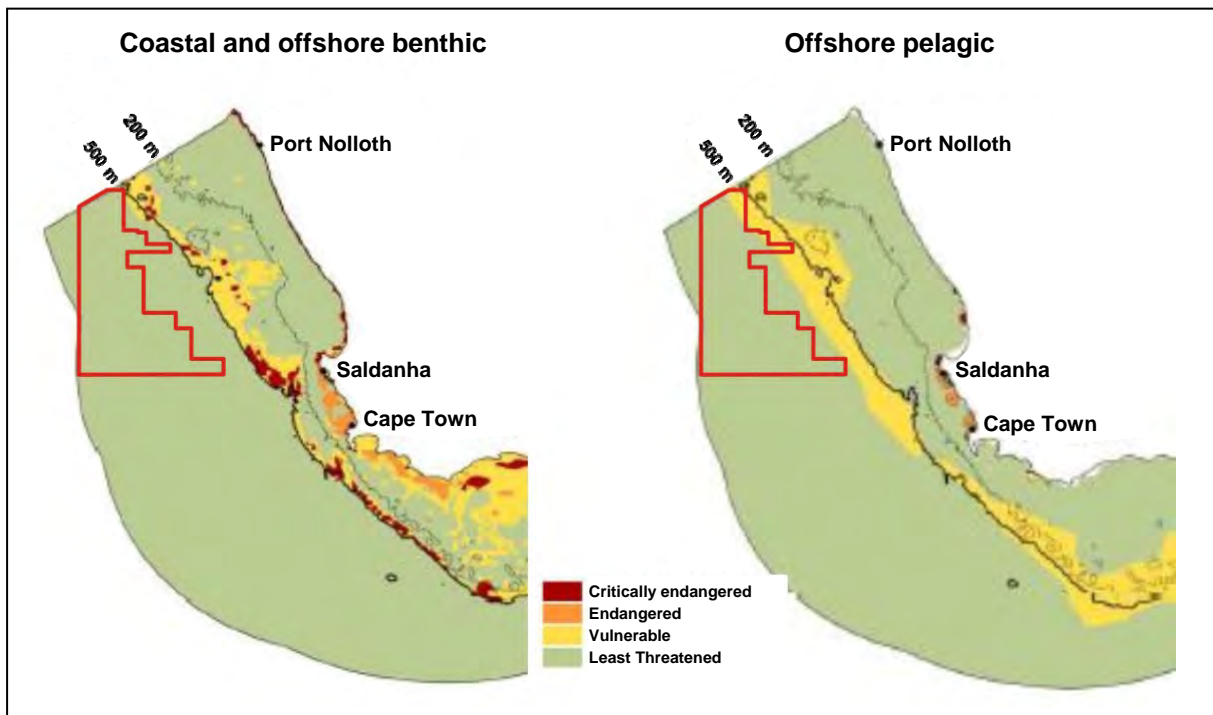 Coastal and offshore benthic
Offshore pelagic
200 m
500 m
Port Nolloth
Saldanha
Cape Town
200 m
500 m
Port Nolloth
Saldanha
Cape Town
Critically endangered
Endangered
Vulnerable
Least Threatened